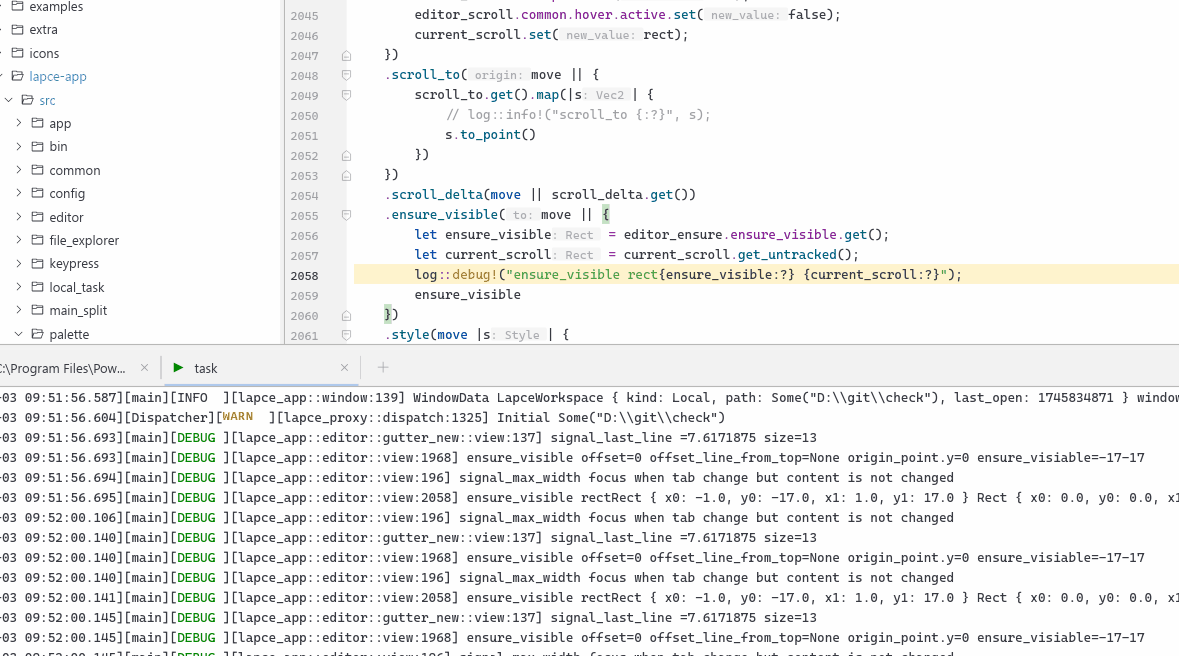 examples
extra
icons
lapce-app
src
app
bin
common
config
editor
file_explorer
keypress
local_task
main_split
palette
2045 editor_scroll.common.hover.active.set( new_value: false);
2046 current_scroll.set( new_value: rect);
2047 })
2048 .scroll_to( origin: move || {
2049 scroll_to.get().map(|s: Vec2 | {
2050 // log::info!("scroll_to {:?}", s);
2051 s.to_point()
2052 })
2053 })
2054 .scroll_delta(move || scroll_delta.get())
2055 .ensure_visible( to: move || {
2056 let ensure_visible: Rect = editor_ensure.ensure_visible.get();
2057 let current_scroll: Rect = current_scroll.get_untracked();
2058 log::debug!("ensure_visible rect{ensure_visible:?} {current_scroll:?}");
2059 ensure_visible
2060 })
2061 .style(move |s: Style | {
:\Program Files\Pow... × task × +
-03 09:51:56.587][main][INFO ][lapce_app::window:139] WindowData LapceWorkspace { kind: Local, path: Some("D:\\git\\check"), last_open: 1745834871 } window
-03 09:51:56.604][Dispatcher][WARN ][lapce_proxy::dispatch:1325] Initial Some("D:\\git\\check")
-03 09:51:56.693][main][DEBUG ][lapce_app::editor::gutter_new::view:137] signal_last_line =7.6171875 size=13
-03 09:51:56.693][main][DEBUG ][lapce_app::editor::view:1968] ensure_visible offset=0 offset_line_from_top=None origin_point.y=0 ensure_visiable=-17-17
-03 09:51:56.694][main][DEBUG ][lapce_app::editor::view:196] signal_max_width focus when tab change but content is not changed
-03 09:51:56.695][main][DEBUG ][lapce_app::editor::view:2058] ensure_visible rectRect { x0: -1.0, y0: -17.0, x1: 1.0, y1: 17.0 } Rect { x0: 0.0, y0: 0.0, x1
-03 09:52:00.106][main][DEBUG ][lapce_app::editor::view:196] signal_max_width focus when tab change but content is not changed
-03 09:52:00.140][main][DEBUG ][lapce_app::editor::gutter_new::view:137] signal_last_line =7.6171875 size=13
-03 09:52:00.140][main][DEBUG ][lapce_app::editor::view:1968] ensure_visible offset=0 offset_line_from_top=None origin_point.y=0 ensure_visiable=-17-17
-03 09:52:00.140][main][DEBUG ][lapce_app::editor::view:196] signal_max_width focus when tab change but content is not changed
-03 09:52:00.141][main][DEBUG ][lapce_app::editor::view:2058] ensure_visible rectRect { x0: -1.0, y0: -17.0, x1: 1.0, y1: 17.0 } Rect { x0: 0.0, y0: 0.0, x1
-03 09:52:00.145][main][DEBUG ][lapce_app::editor::gutter_new::view:137] signal_last_line =7.6171875 size=13
-03 09:52:00.145][main][DEBUG ][lapce_app::editor::view:1968] ensure_visible offset=0 offset_line_from_top=None origin_point.y=0 ensure_visiable=-17-17